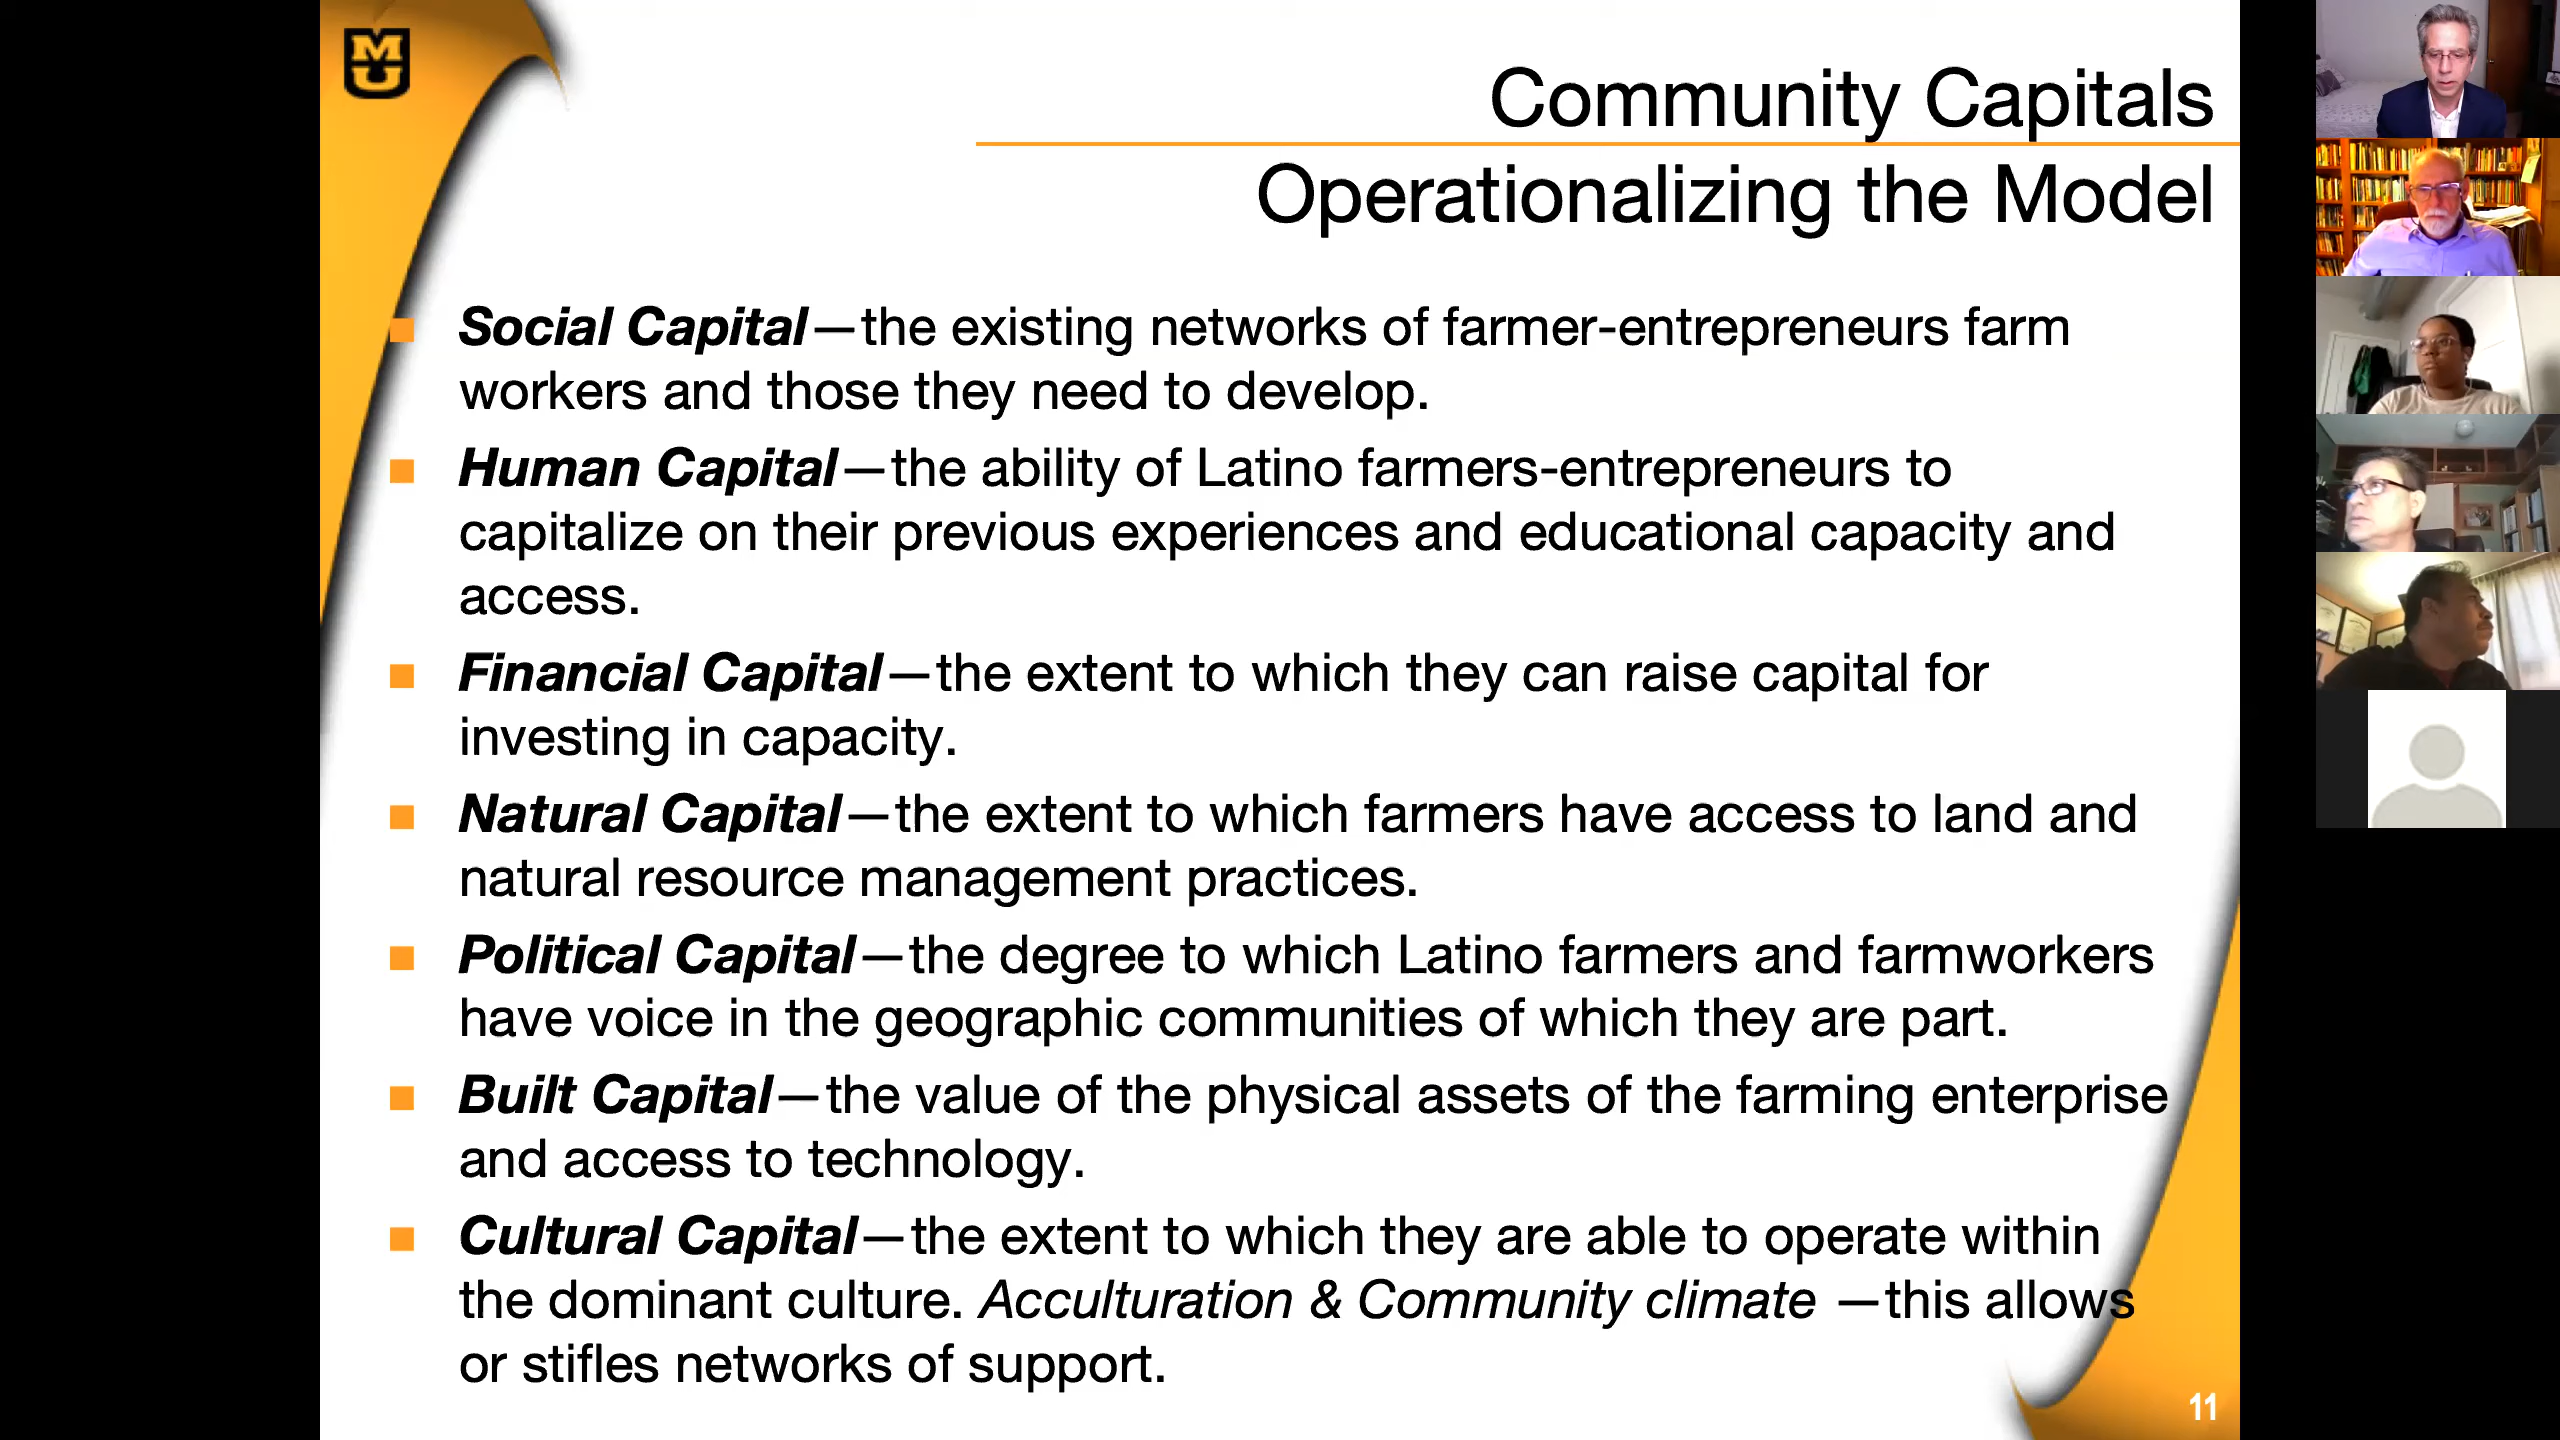 MU
Community Capitals
Operationalizing the Model
Social Capital—the existing networks of farmer-entrepreneurs farm
workers and those they need to develop.
Human Capital—the ability of Latino farmers-entrepreneurs to
capitalize on their previous experiences and educational capacity and
access.
Financial Capital—the extent to which they can raise capital for
investing in capacity.
Natural Capital—the extent to which farmers have access to land and
natural resource management practices.
Political Capital—the degree to which Latino farmers and farmworkers
have voice in the geographic communities of which they are part.
Built Capital—the value of the physical assets of the farming enterprise
and access to technology.
Cultural Capital—the extent to which they are able to operate within
the dominant culture. Acculturation & Community climate —this allows
or stifles networks of support.
11